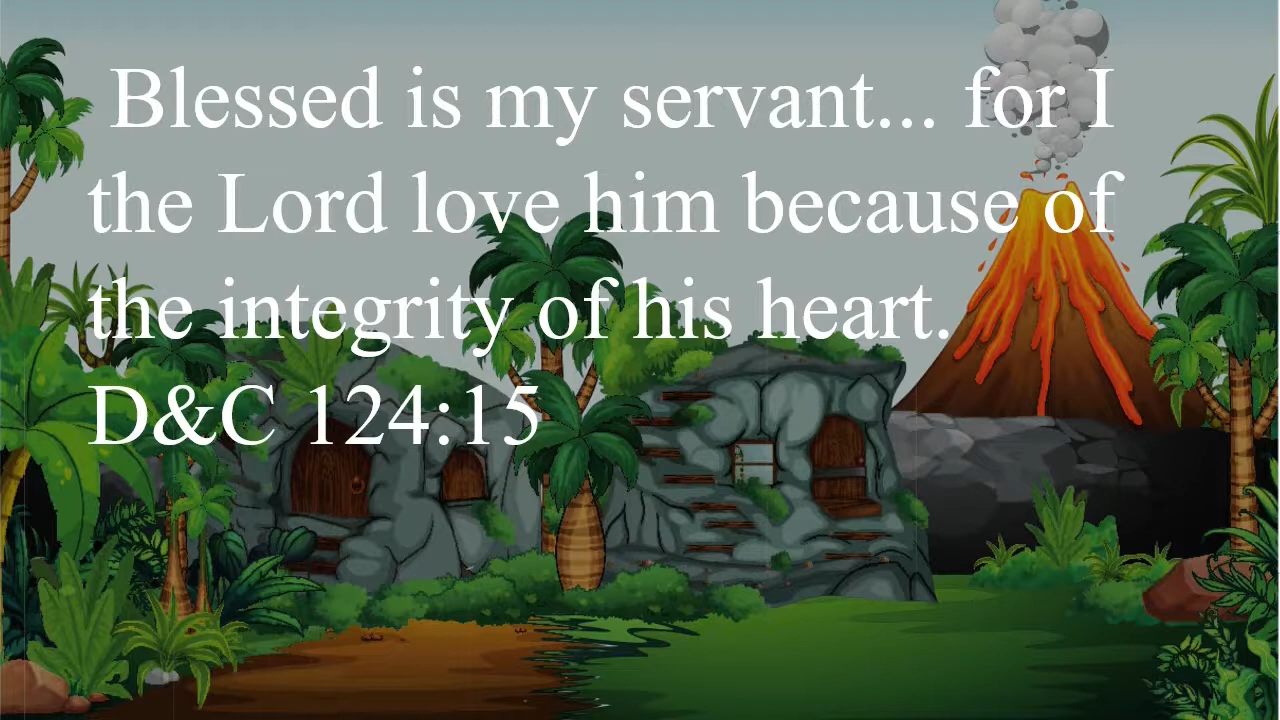 Blessed is my servant... for I
the Lord love him because of
the integrity of his heart.
D&C 124:15